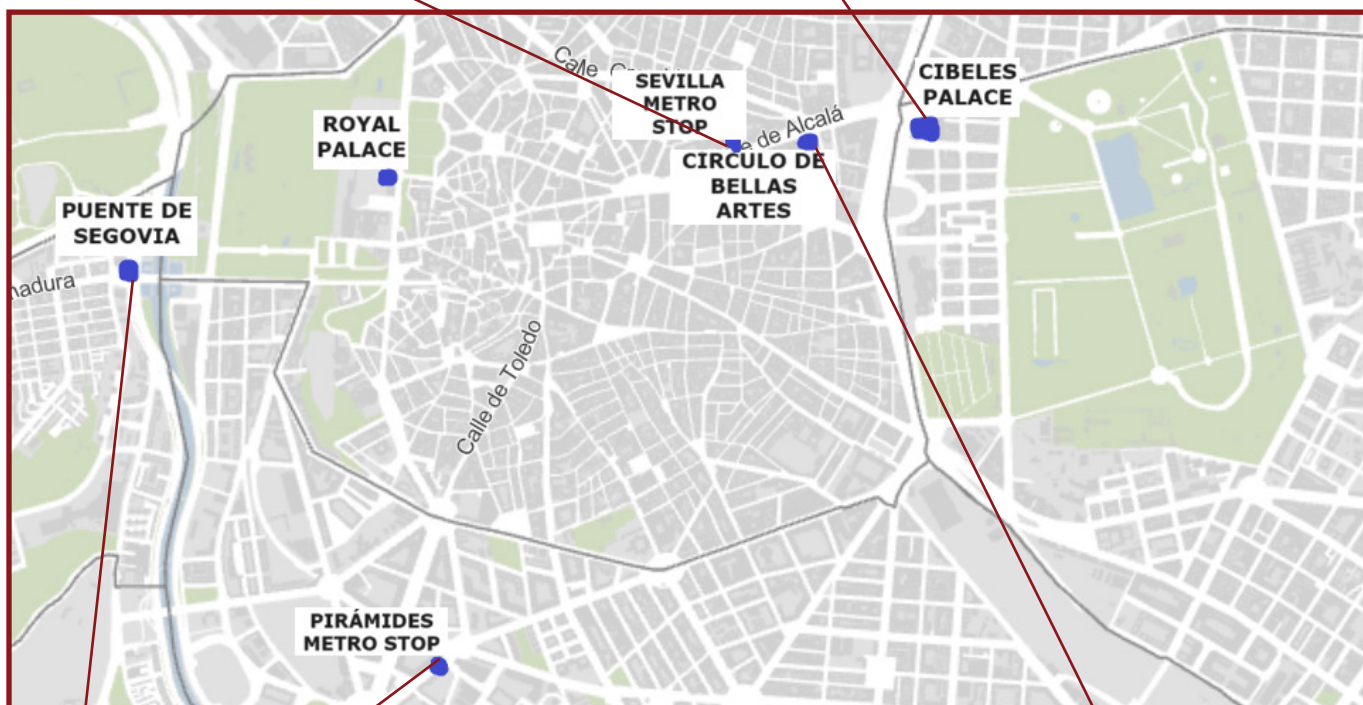 Calle
SEVILLA
METRO
STOP
CIBELES
PALACE
ROYAL
PALACE
e de Alcalá
CIRCULO DE
BELLAS
ARTES
PUENTE DE
SEGOVIA
nadura
Calle de Toledo
PIRÁMIDES
METRO STOP